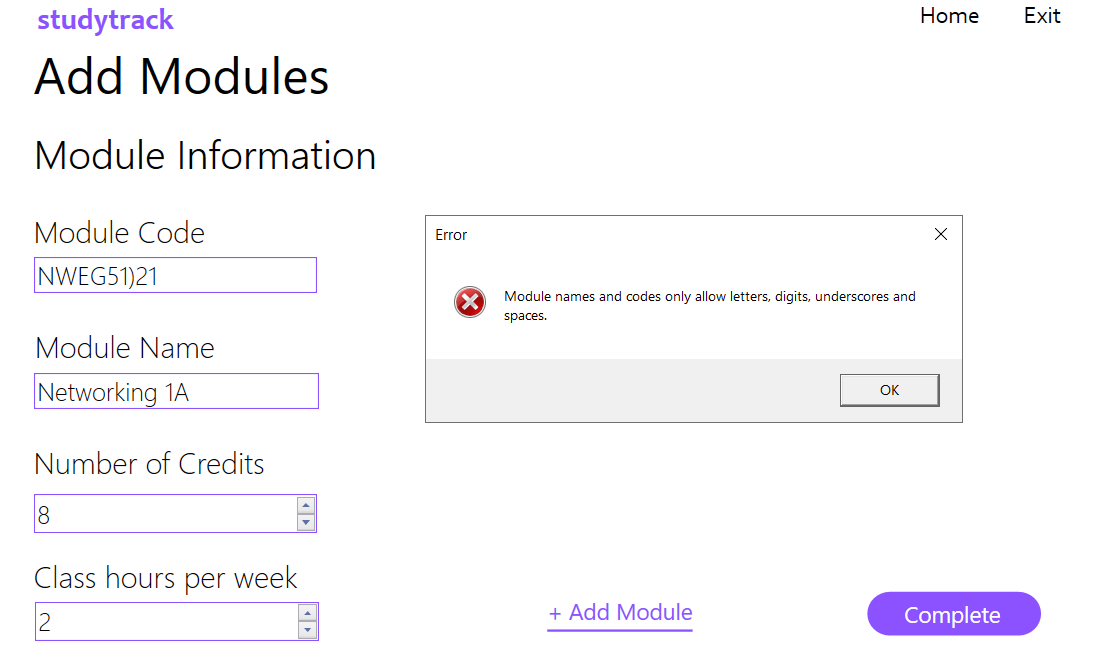 studytrack
Home
Exit
Add Modules
Module Information
Module Code
NWEG51)21
Error
Module names and codes only allow letters, digits, underscores and
spaces.
OK
Module Name
Networking 1A
Number of Credits
8
Class hours per week
2
+ Add Module
Complete